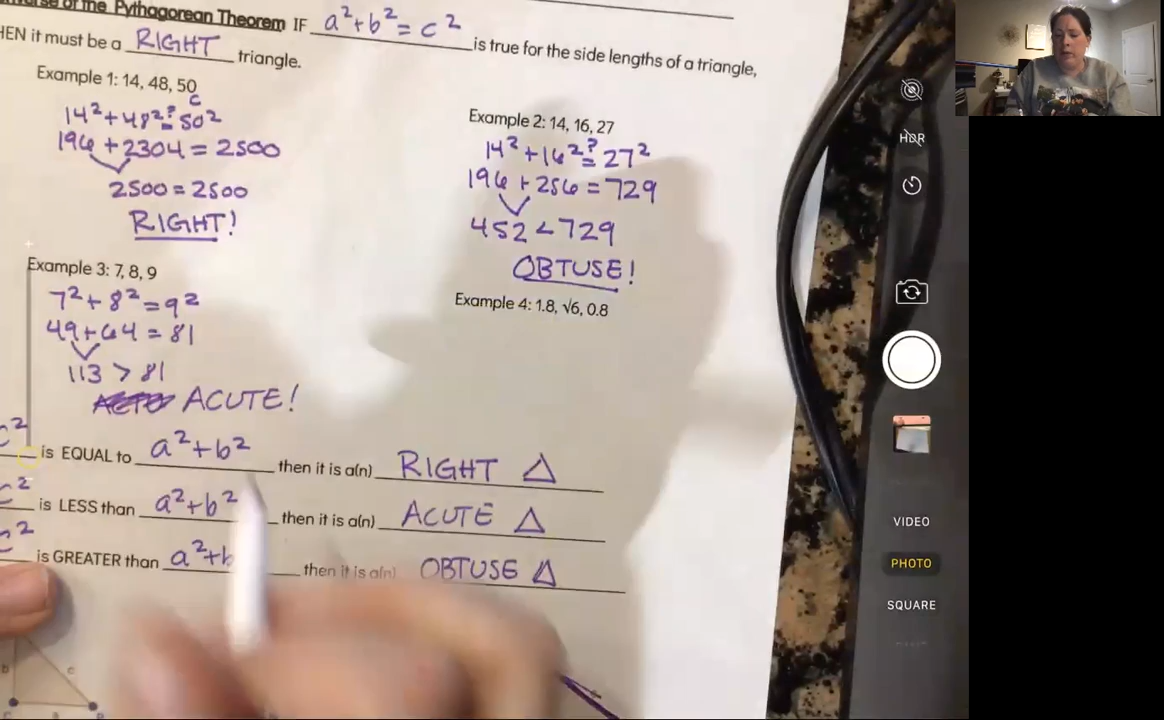 of the Pythagorean Theorem IF a²+b²=c² is true for the side lengths of a triangle,
HEN it must be a RIGHT triangle.
Example 1: 14, 48, 50
c
14²+48²?=50²
196+2304=2500
2500=2500
RIGHT!
Example 2: 14, 16, 27
14²+16²?=27²
196+256=729
452<729
OBTUSE!
Example 3: 7, 8, 9
7²+8²=9²
49+64=81
113>81
ACUTE!
Example 4: 1.8, √6, 0.8
c² is EQUAL to a²+b² then it is a(n) RIGHT △
c² is LESS than a²+b² then it is a(n) ACUTE △
c² is GREATER than a²+b then it is a(n) OBTUSE △
b
c
HDR
VIDEO
PHOTO
SQUARE